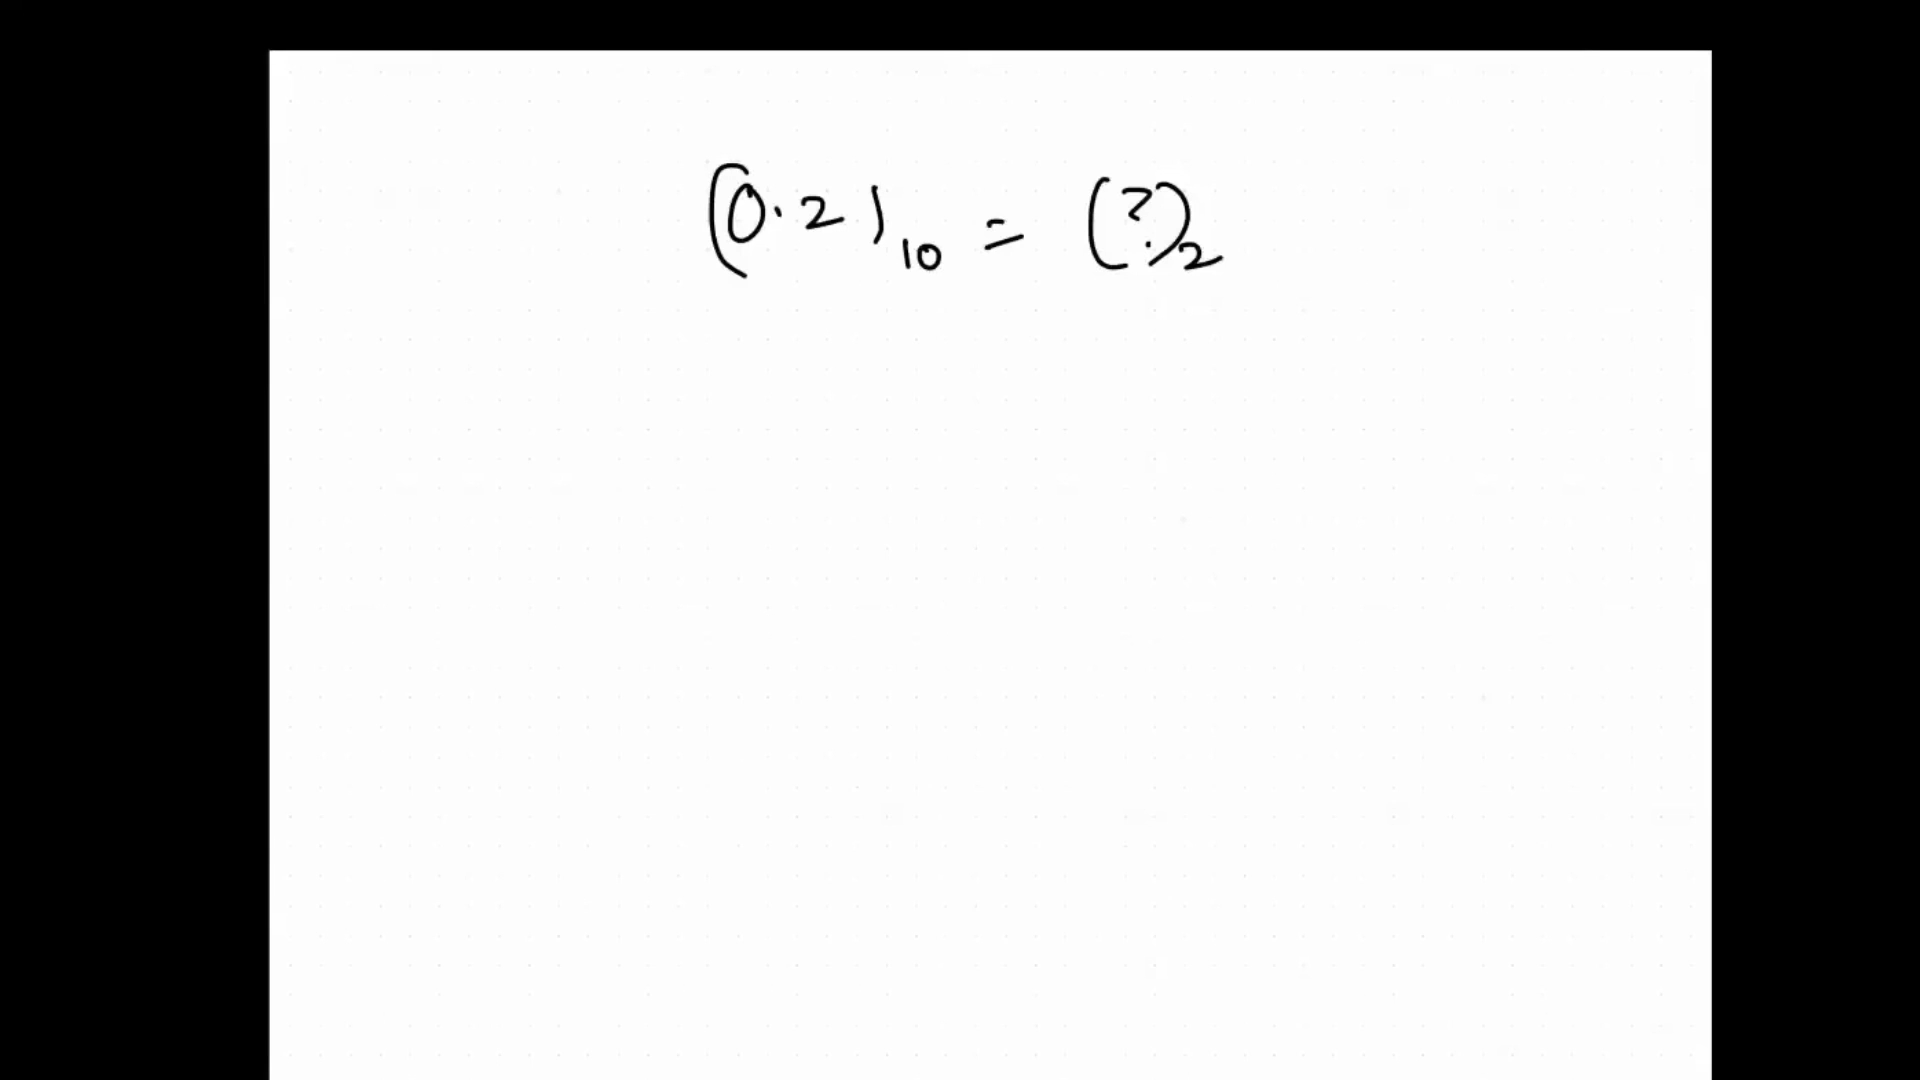 (0.2)₁₀ = (?)₂